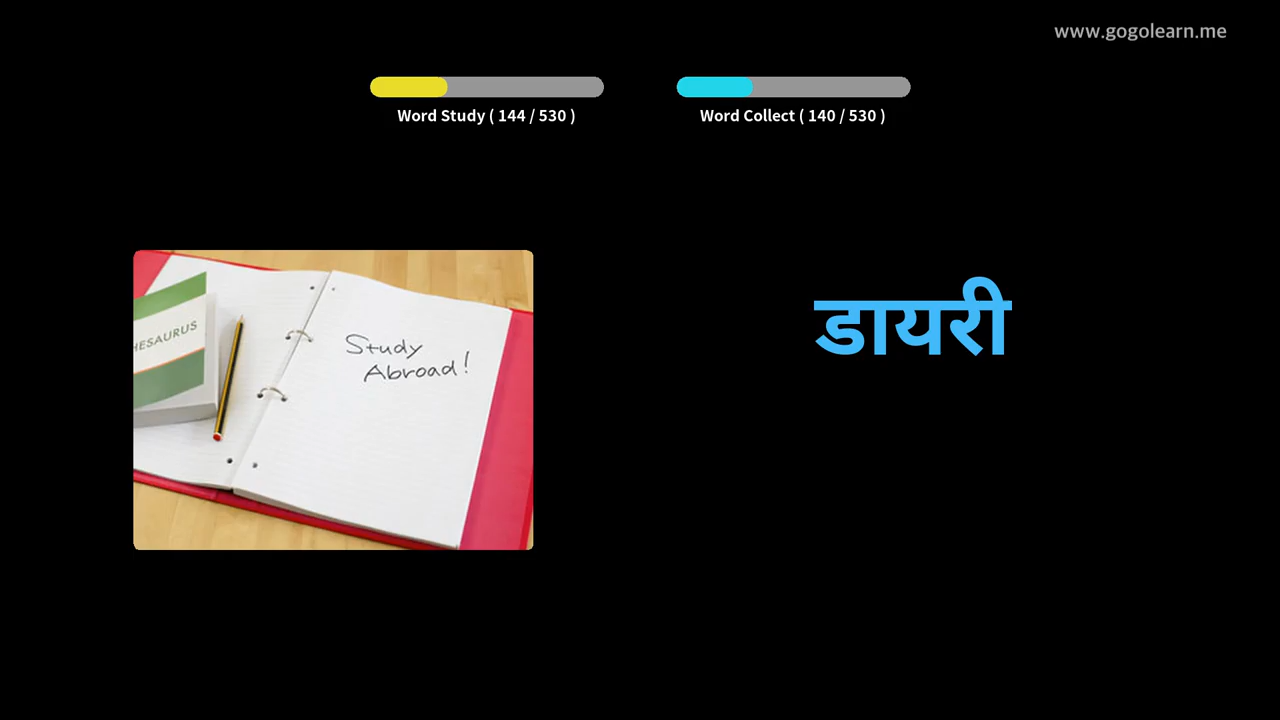 www.gogolearn.me
Word Study ( 144 / 530 )
Word Collect ( 140 / 530 )
HESAURUS
Study
Abroad!
डायरी